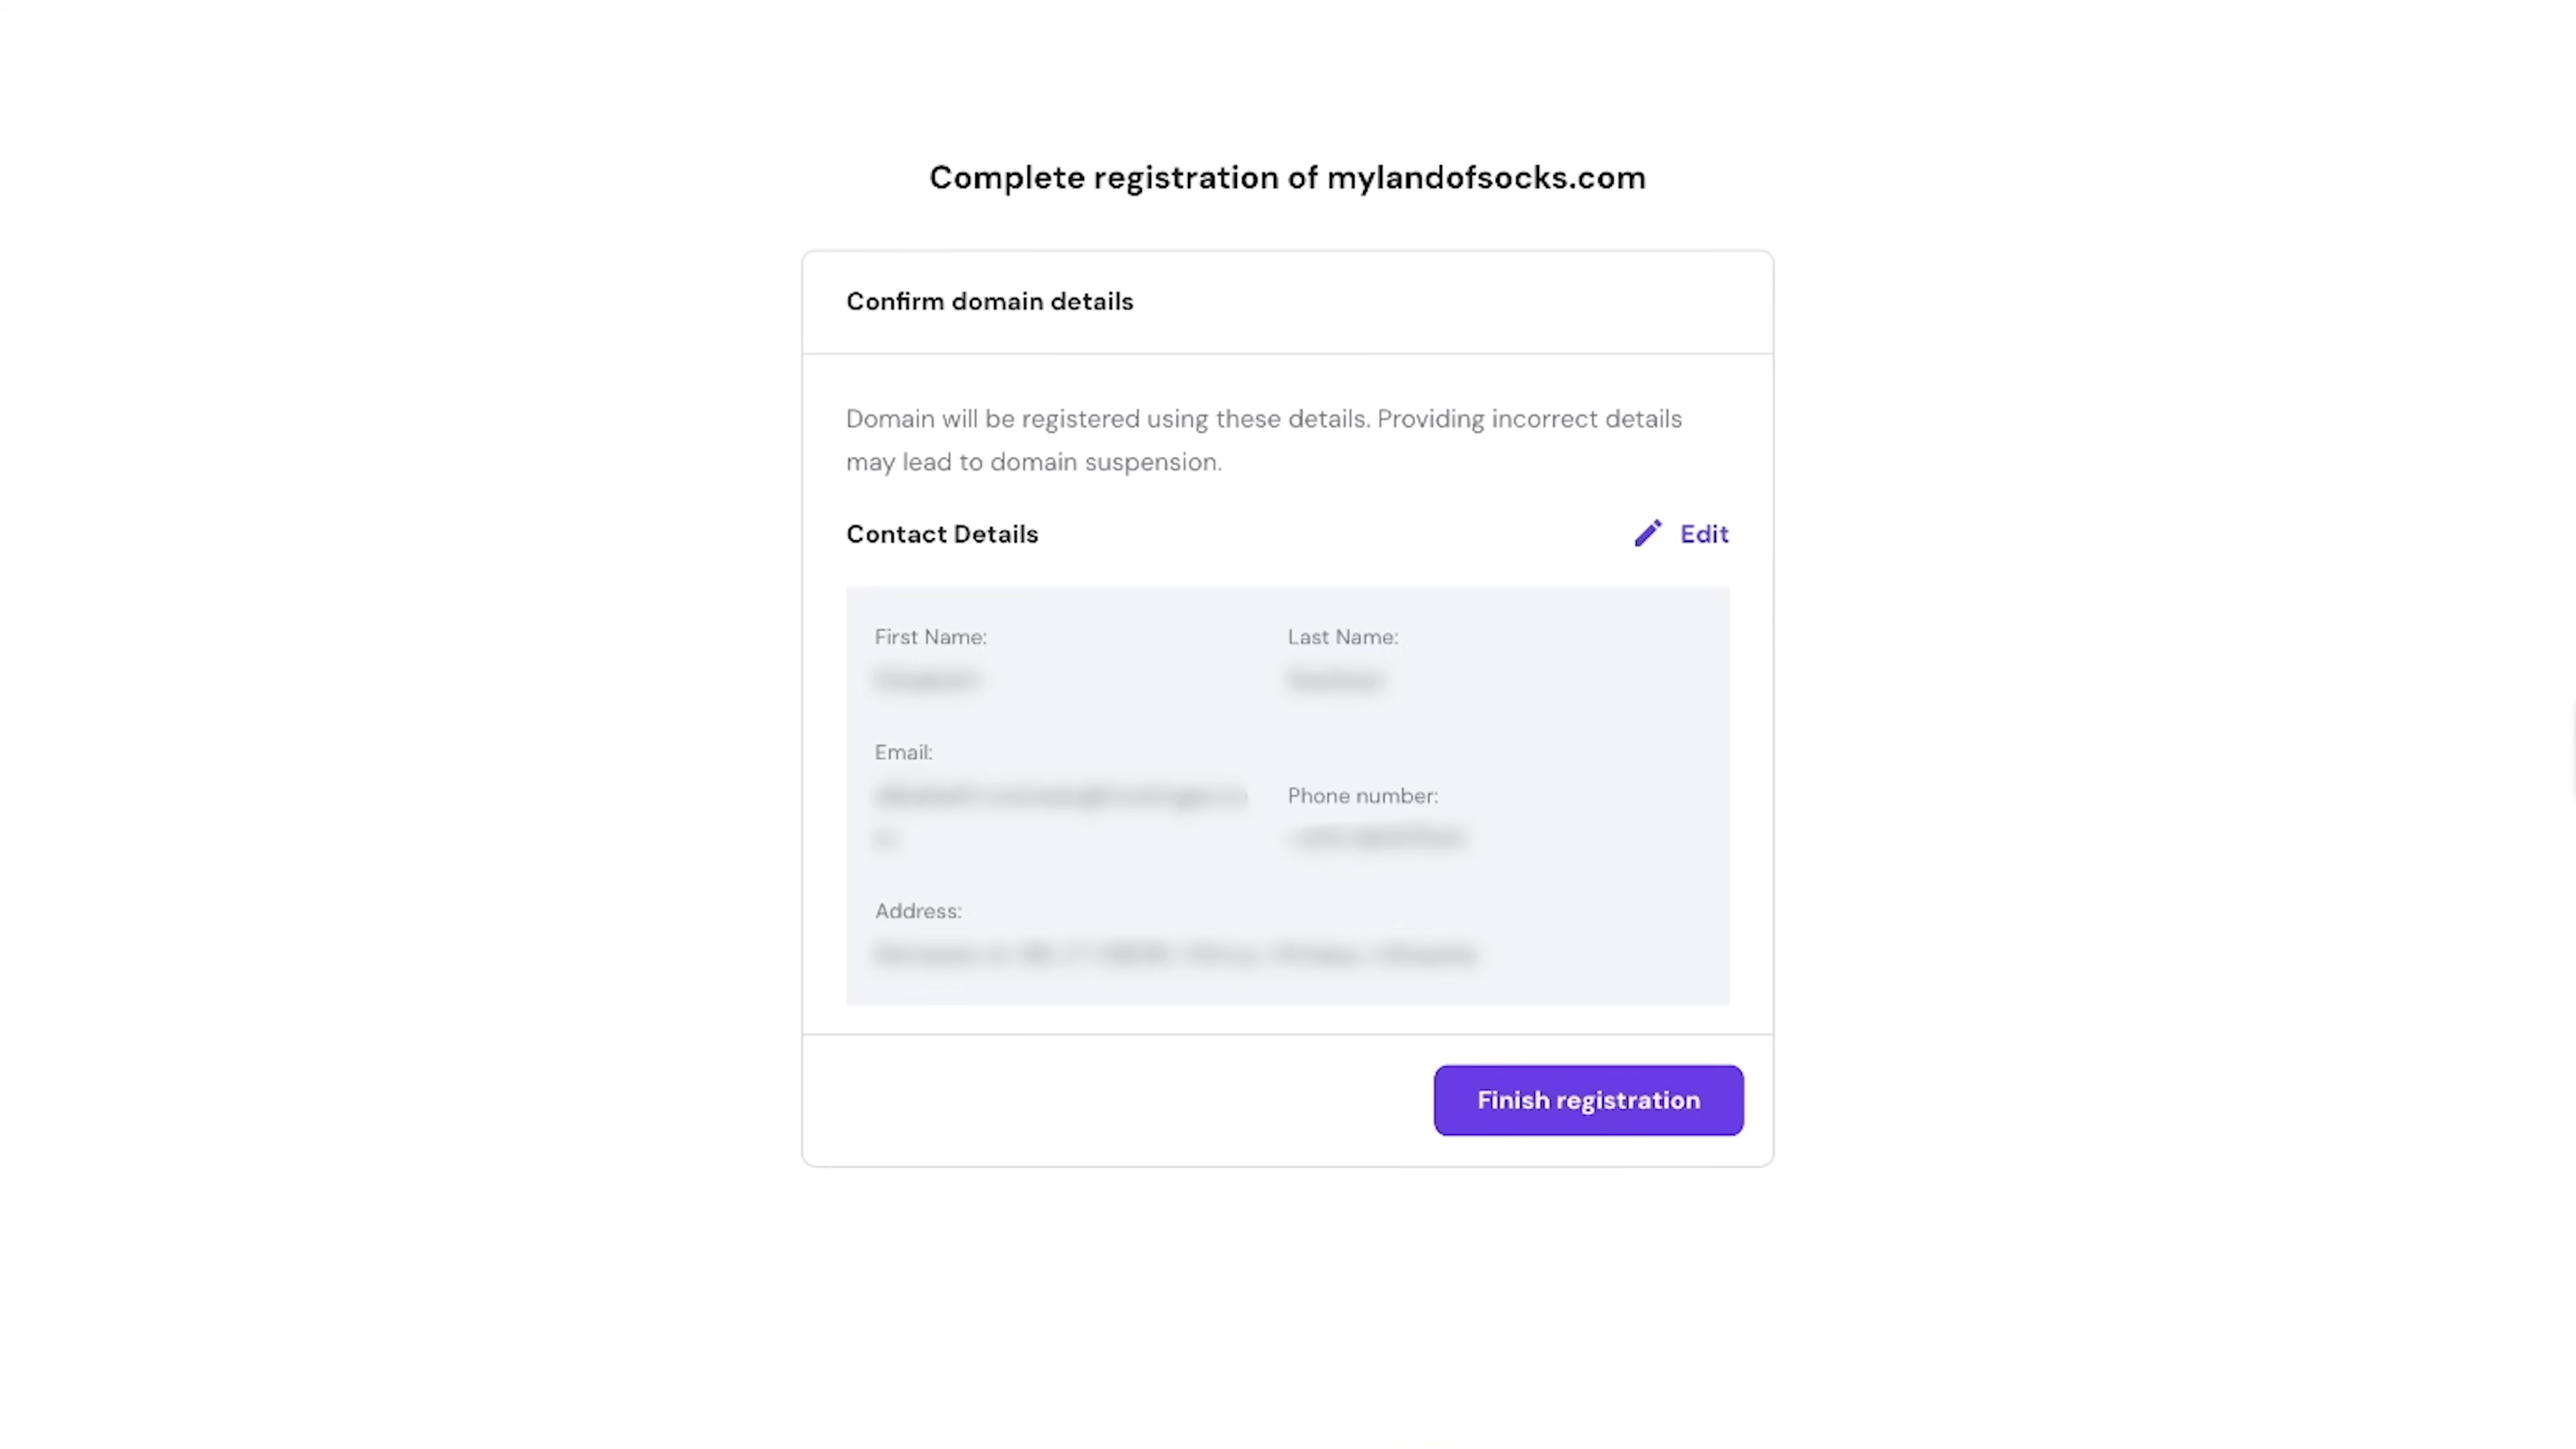 Complete registration of mylandofsocks.com
Confirm domain details
Domain will be registered using these details. Providing incorrect details
may lead to domain suspension.
Contact Details
Edit
First Name:
Last Name:
Email:
Phone number:
Address:
Finish registration